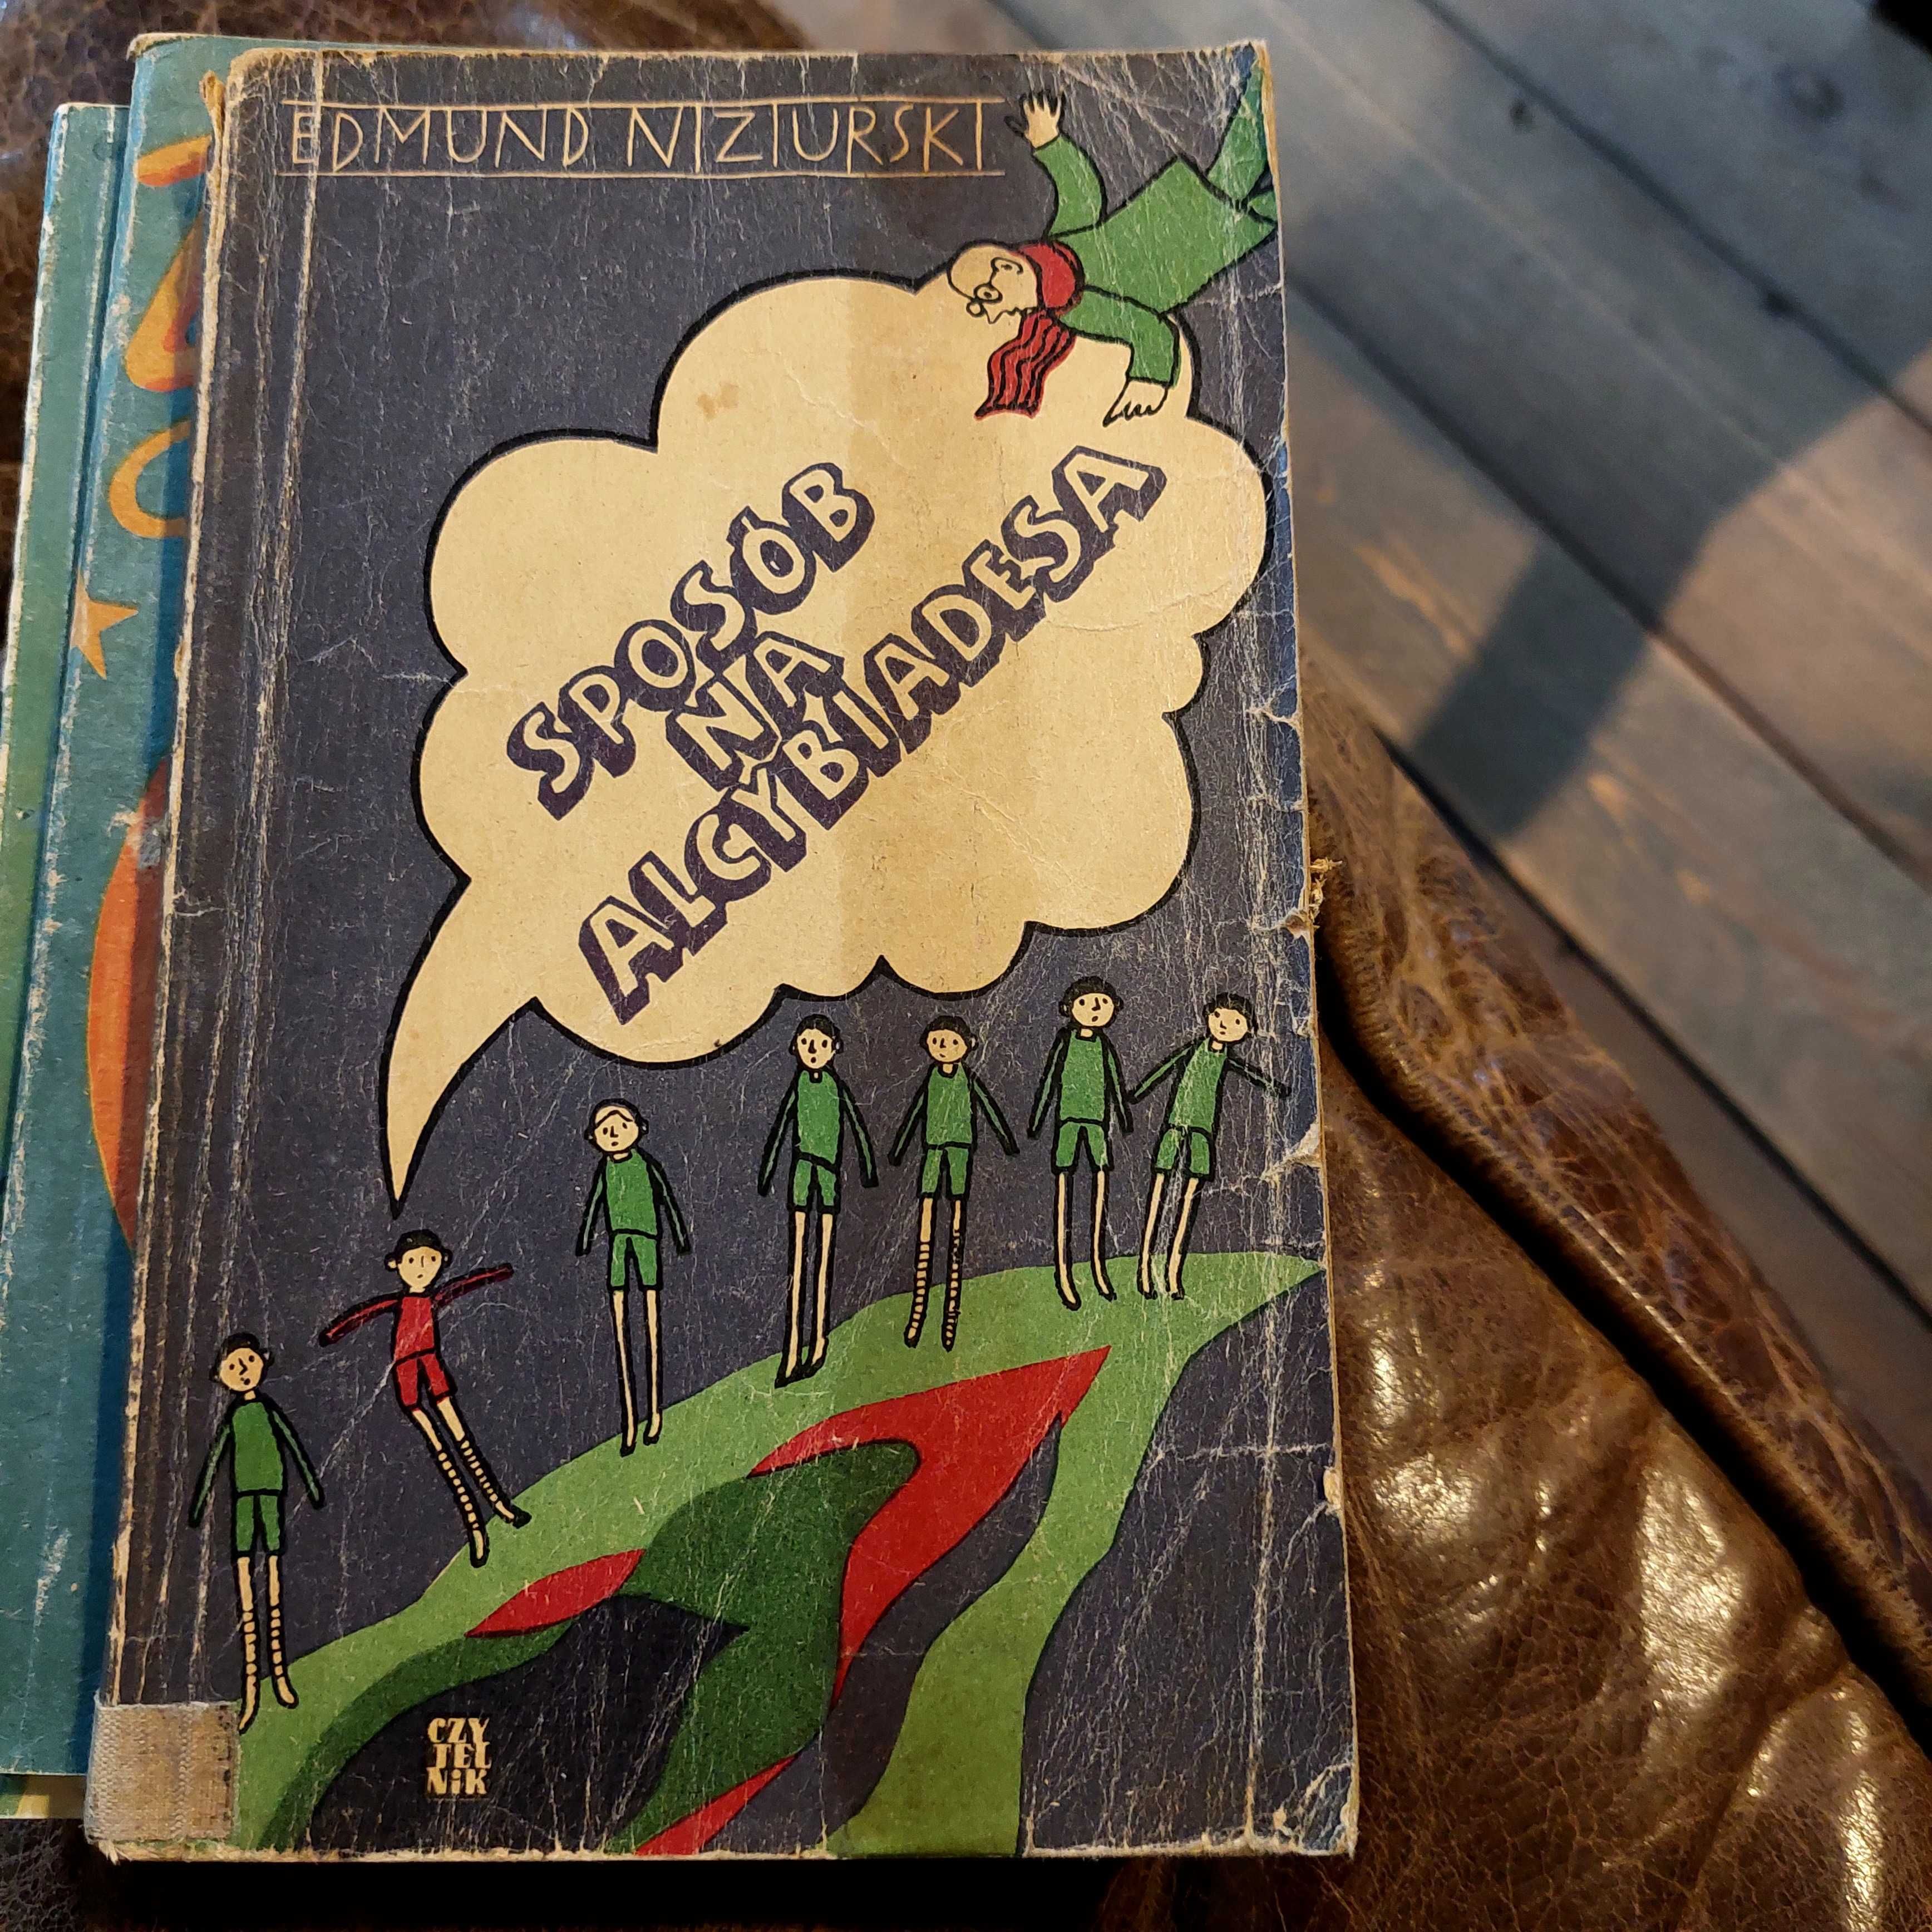 EDMUND NIZIURSKI
SPOSÓB
NA
ALCYBIADESA
CZY
TEL
NiK